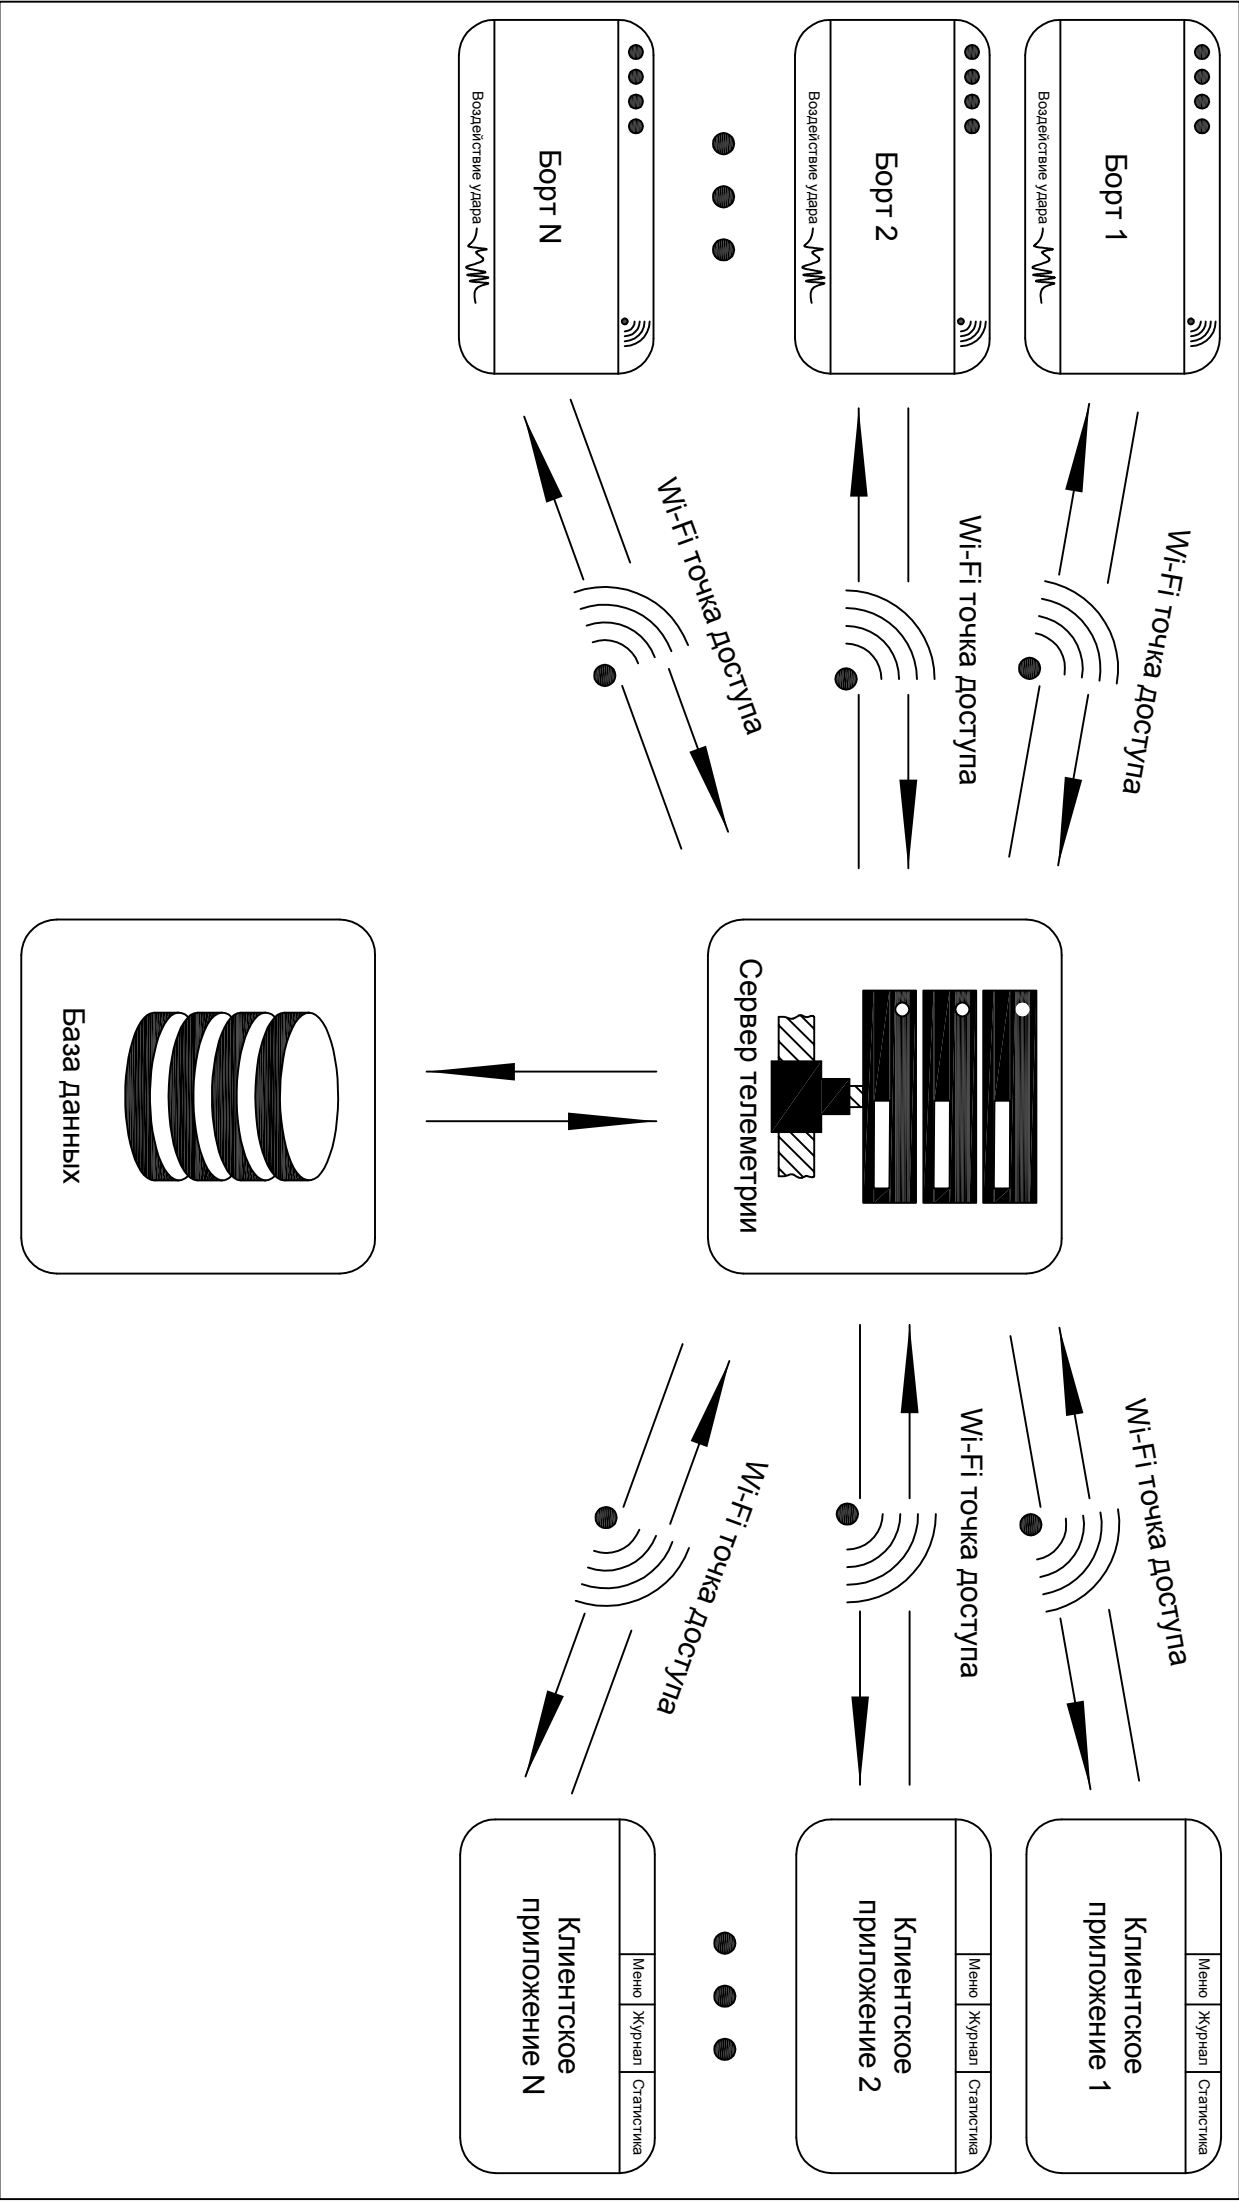 Борт 1
Воздействие удара
Борт 2
Воздействие удара
Борт N
Воздействие удара
Wi-Fi точка доступа
Wi-Fi точка доступа
Wi-Fi точка доступа
Сервер телеметрии
База данных
Wi-Fi точка доступа
Wi-Fi точка доступа
Wi-Fi точка доступа
Меню Журнал Статистика
Клиентское
приложение 1
Меню Журнал Статистика
Клиентское
приложение 2
Меню Журнал Статистика
Клиентское
приложение N